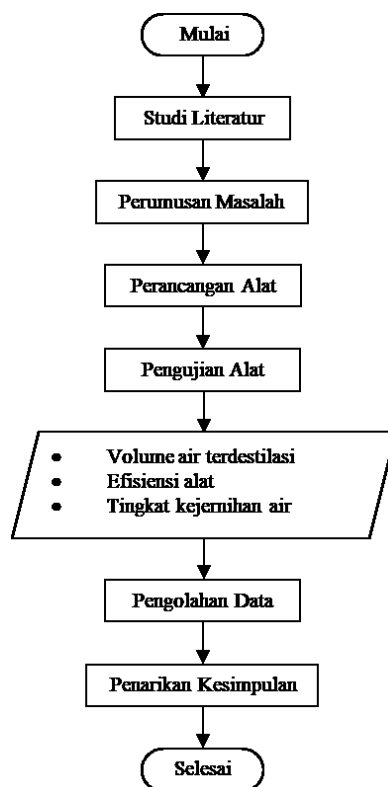 Mulai
Studi Literatur
Perumusan Masalah
Perancangan Alat
Pengujian Alat
• Volume air terdestilasi
• Efisiensi alat
• Tingkat kejernihan air
Pengolahan Data
Penarikan Kesimpulan
Selesai